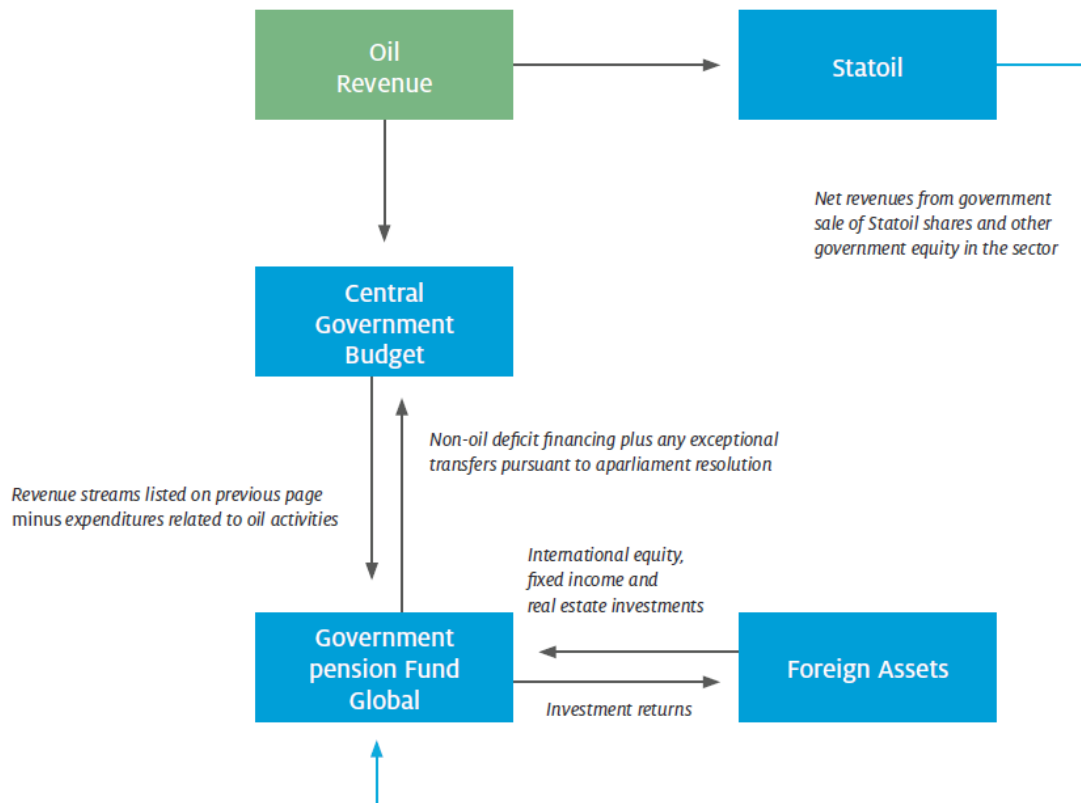 Oil
Revenue
Statoil
Net revenues from government
sale of Statoil shares and other
government equity in the sector
Central
Government
Budget
Non-oil deficit financing plus any exceptional
transfers pursuant to aparliament resolution
Revenue streams listed on previous page
minus expenditures related to oil activities
International equity,
fixed income and
real estate investments
Government
pension Fund
Global
Foreign Assets
Investment returns